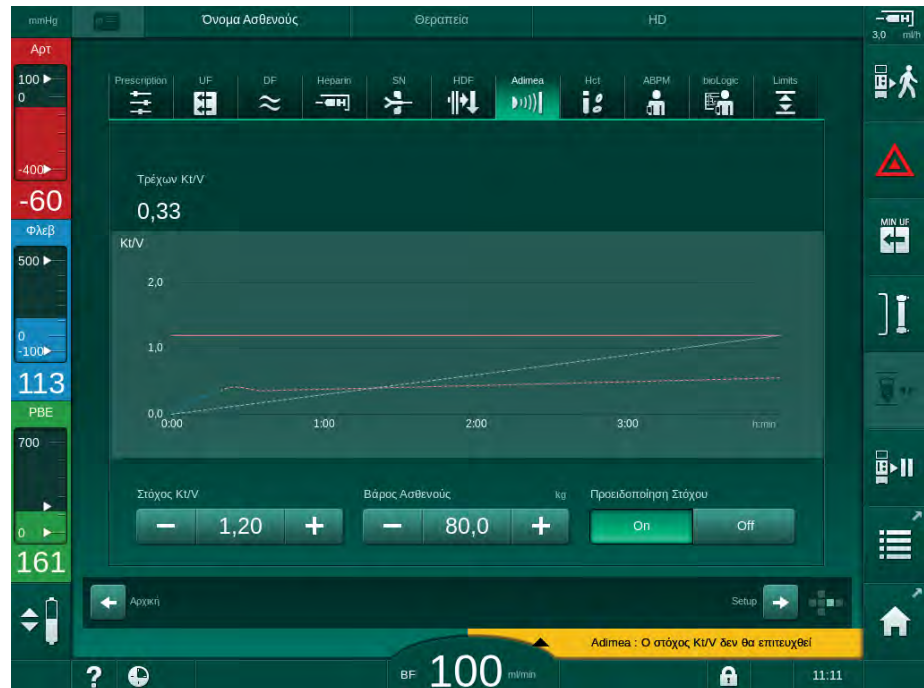 mmHg
Όνομα Ασθενούς
Θεραπεία
HD
3,0 ml/h
Αρτ
100
0
-400
-60
Φλεβ
500
0
-100
113
PBE
700
0
161
Prescription
UF
DF
Heparin
SN
HDF
Adimea
Hct
ABPM
bioLogic
Limits
Τρέχων Kt/V
0,33
Kt/V
2,0
1,0
0,0
0:00 1:00 2:00 3:00 h:min
Στόχος Kt/V
1,20
Βάρος Ασθενούς kg
80,0
Προειδοποίηση Στόχου
On Off
MIN UF
Αρχική
Setup
Adimea : Ο στόχος Kt/V δεν θα επιτευχθεί
BF 100 ml/min
11:11